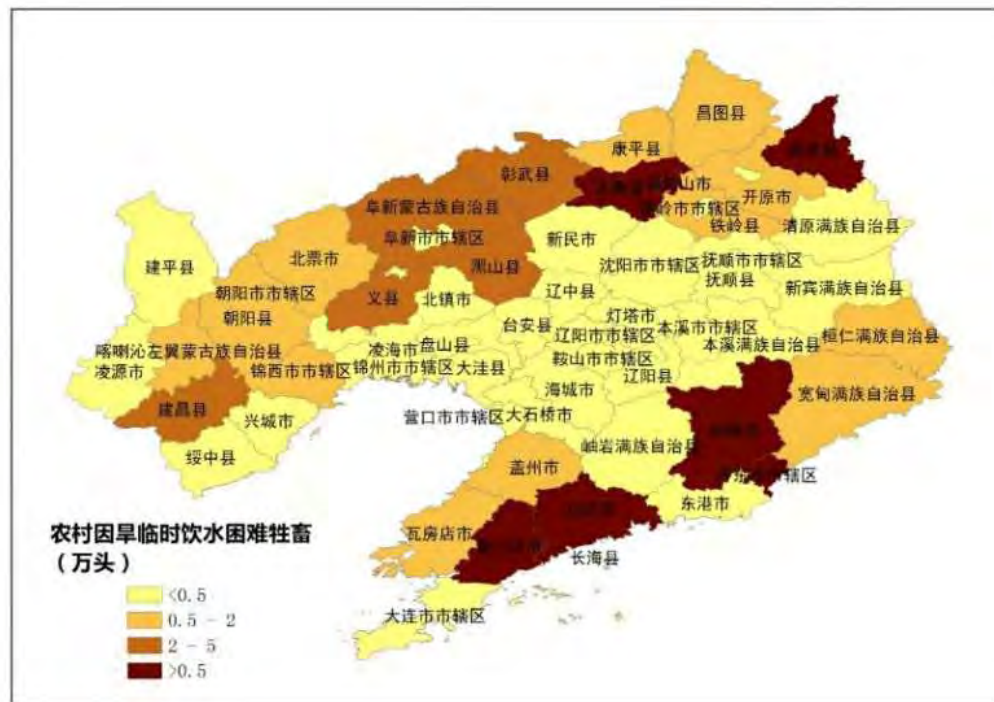 昌图县
康平县
彰武县
开原市
阜新蒙古族自治县
铁岭县
清原满族自治县
阜新市市辖区
新民市
建平县
北票市
黑山县
沈阳市市辖区
抚顺市市辖区
抚顺县
义县
北镇市
辽中县
新宾满族自治县
朝阳市市辖区
朝阳县
台安县
灯塔市
辽阳市市辖区
本溪市市辖区
本溪满族自治县
桓仁满族自治县
喀喇沁左翼蒙古族自治县
凌源市
锦西市市辖区
凌海市
盘山县
锦州市市辖区
大洼县
鞍山市市辖区
辽阳县
宽甸满族自治县
海城市
建昌县
兴城市
营口市市辖区
大石桥市
岫岩满族自治县
绥中县
盖州市
东港市
瓦房店市
长海县
大连市市辖区
农村因旱临时饮水困难牲畜
（万头）
<0.5
0.5 - 2
2 - 5
>0.5